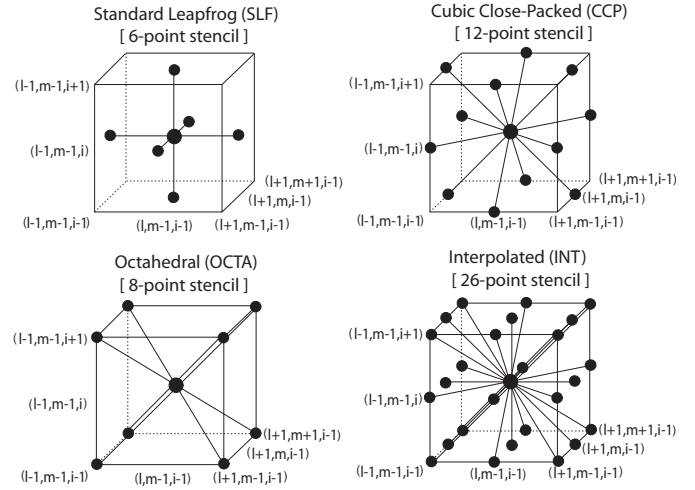 Standard Leapfrog (SLF)
[ 6-point stencil ]
(l-1,m-1,i+1)
(l-1,m-1,i)
(l-1,m-1,i-1)
(l,m-1,i-1)
(l+1,m-1,i-1)
(l+1,m,i-1)
(l+1,m+1,i-1)
Cubic Close-Packed (CCP)
[ 12-point stencil ]
(l-1,m-1,i+1)
(l-1,m-1,i)
(l-1,m-1,i-1)
(l,m-1,i-1)
(l+1,m-1,i-1)
(l+1,m,i-1)
(l+1,m+1,i-1)
Octahedral (OCTA)
[ 8-point stencil ]
(l-1,m-1,i+1)
(l-1,m-1,i)
(l-1,m-1,i-1)
(l,m-1,i-1)
(l+1,m-1,i-1)
(l+1,m,i-1)
(l+1,m+1,i-1)
Interpolated (INT)
[ 26-point stencil ]
(l-1,m-1,i+1)
(l-1,m-1,i)
(l-1,m-1,i-1)
(l,m-1,i-1)
(l+1,m-1,i-1)
(l+1,m,i-1)
(l+1,m+1,i-1)